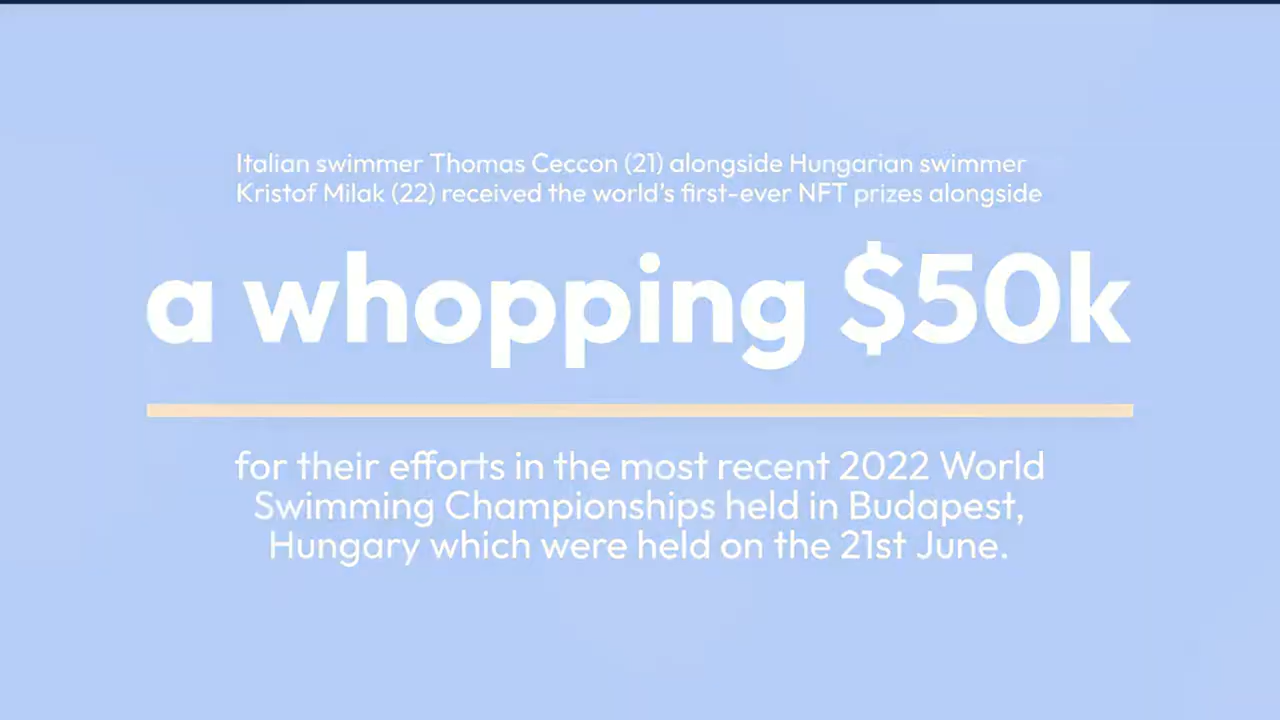 Italian swimmer Thomas Ceccon (21) alongside Hungarian swimmer
Kristof Milak (22) received the world's first-ever NFT prizes alongside
a whopping $50k
for their efforts in the most recent 2022 World
Swimming Championships held in Budapest,
Hungary which were held on the 21st June.